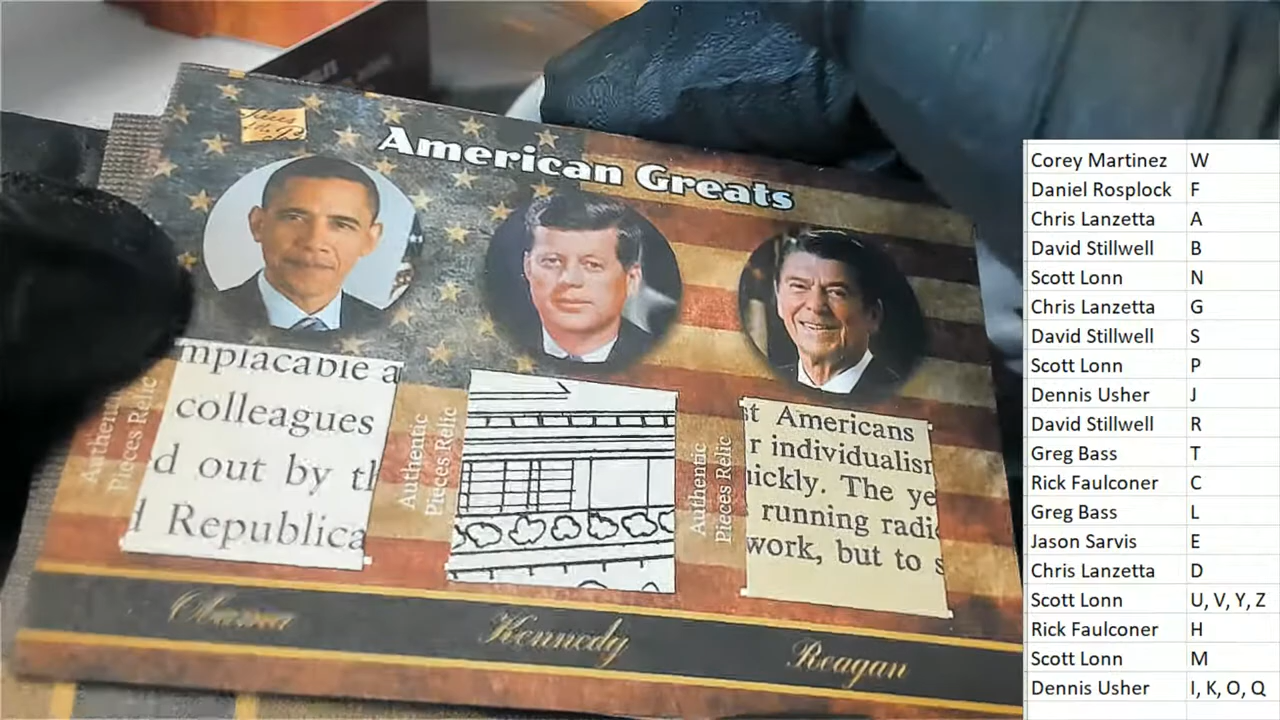 American Greats
mplacable a
colleagues
d out by th
d Republica
Authentic
Pieces Relic
Authentic
Pieces Relic
st Americans
r individualism
uickly. The ye
running radi
work, but to s
Authentic
Pieces Relic
Obama
Kennedy
Reagan
Corey Martinez W
Daniel Rosplock F
Chris Lanzetta A
David Stillwell B
Scott Lonn N
Chris Lanzetta G
David Stillwell S
Scott Lonn P
Dennis Usher J
David Stillwell R
Greg Bass T
Rick Faulconer C
Greg Bass L
Jason Sarvis E
Chris Lanzetta D
Scott Lonn U, V, Y, Z
Rick Faulconer H
Scott Lonn M
Dennis Usher I, K, O, Q